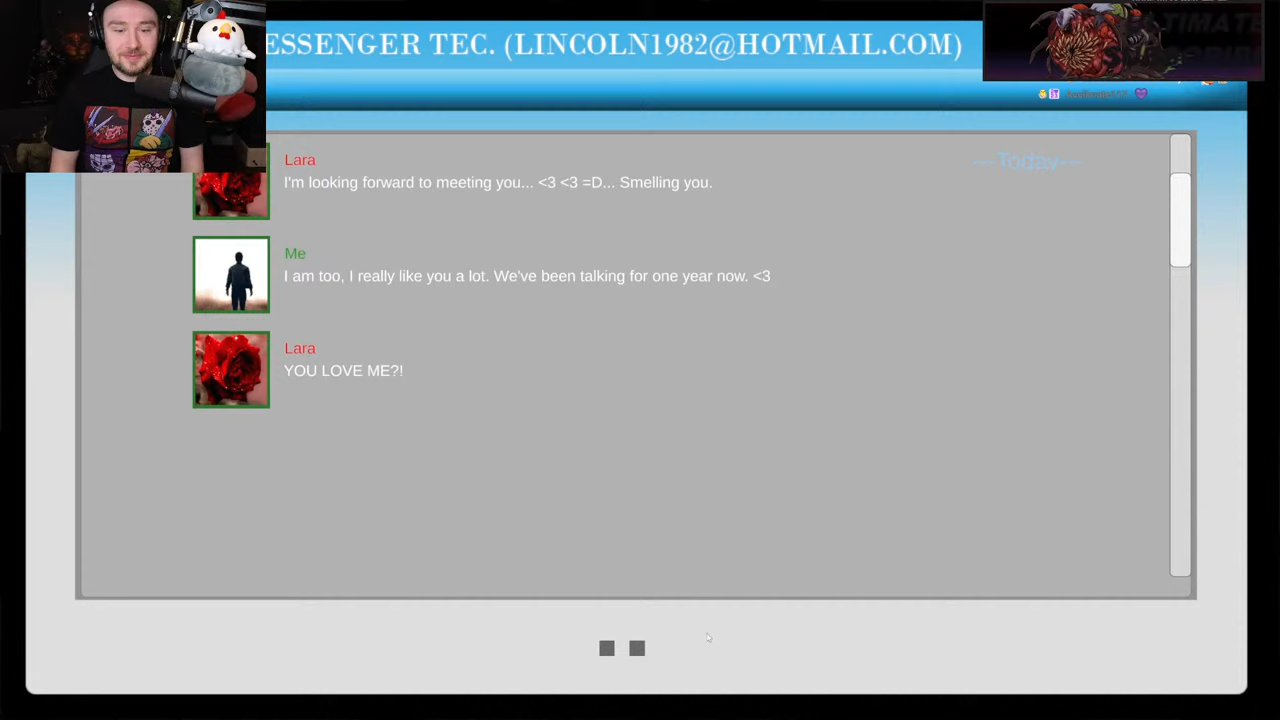 ESSENGER TEC. (LINCOLN1982@HOTMAIL.COM)
---Today---
Lara
I'm looking forward to meeting you... <3 <3 =D... Smelling you.
Me
I am too, I really like you a lot. We've been talking for one year now. <3
Lara
YOU LOVE ME?!